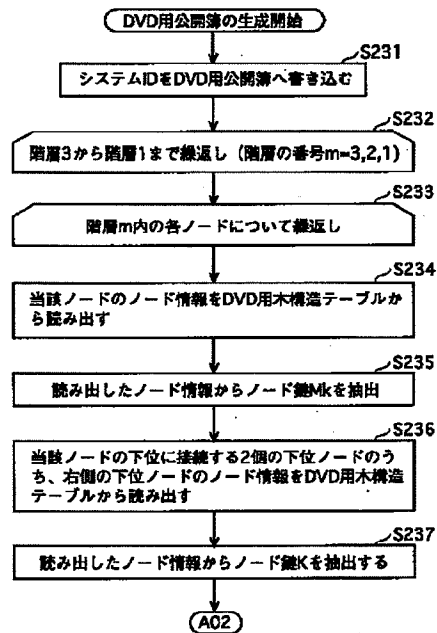 DVD用公開簿の生成開始
S231
システムIDをDVD用公開簿へ書き込む
S232
階層3から階層1まで繰返し（階層の番号m=3,2,1）
S233
階層m内の各ノードについて繰返し
S234
当該ノードのノード情報をDVD用木構造テーブルか
ら読み出す
S235
読み出したノード情報からノード鍵Mkを抽出
S236
当該ノードの下位に接続する2個の下位ノードのう
ち、右側の下位ノードのノード情報をDVD用木構造
テーブルから読み出す
S237
読み出したノード情報からノード鍵Kを抽出する
A02